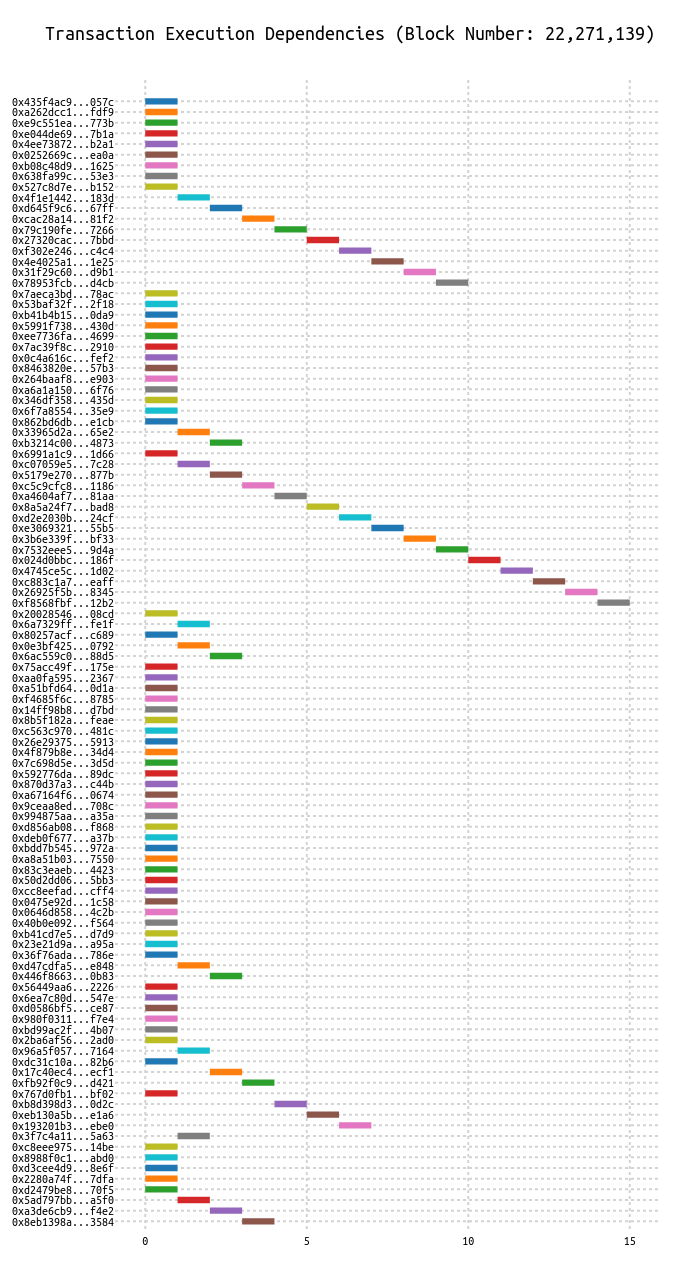 Transaction Execution Dependencies (Block Number: 22,271,139)
0x435f4ac9...057c
0xa262dcc1...fdf9
0xe9c551ea...773b
0xe044de69...7b1a
0x4ee73872...b2a1
0x0252669c...ea0a
0xb08c48d9...1625
0x638fa99c...53e3
0x527c8d7e...b152
0x4f1e1442...183d
0xd645f9c6...67ff
0xcac28a14...81f2
0x79c190fe...7266
0x27320cac...7bbd
0xf302e246...c4c4
0x4e4025a1...1e25
0x31f29c60...d9b1
0x78953fcb...d4cb
0x7aeca3bd...78ac
0x53baf32f...2f18
0xb41b4b15...0da9
0x5991f738...430d
0xee7736fa...4699
0x7ac39f8c...2910
0x0c4a616c...fef2
0x8463820e...57b3
0x264baaf8...e903
0xa6a1a150...6f76
0x346df358...435d
0x6f7a8554...35e9
0x862bd6db...e1cb
0x33965d2a...65e2
0xb3214c00...4873
0x6991a1c9...1d66
0xc07059e5...7c28
0x5179e270...877b
0xc5c9cfc8...1186
0xa4604af7...81aa
0x8a5a24f7...bad8
0xd2e2030b...24cf
0xe3069321...55b5
0x3b6e339f...bf33
0x7532eee5...9d4a
0x024d0bbc...186f
0x4745ce5c...1d02
0xc883c1a7...eaff
0x26925f5b...8345
0xf8568fbf...12b2
0x20028546...08cd
0x6a7329ff...fe1f
0x80257acf...c689
0x0e3bf425...0792
0x6ac559c0...88d5
0x75acc49f...175e
0xaa0fa595...2367
0xa51bfd64...0d1a
0xf4685f6c...8785
0x14ff98b8...d7bd
0x8b5f182a...feae
0xc563c970...481c
0x26e29375...5913
0x4f879b8e...34d4
0x7c698d5e...3d5d
0x592776da...89dc
0x870d37a3...c44b
0xa67164f6...0674
0x9ceaa8ed...708c
0x994875aa...a35a
0xd856ab08...f868
0xdeb0f677...a37b
0xbdd7b545...972a
0xa8a51b03...7550
0x83c3eaeb...4423
0x50d2dd06...5bb3
0xcc8eefad...cff4
0x0475e92d...1c58
0x0646d858...4c2b
0x40b0e092...f564
0xb41cd7e5...d7d9
0x23e21d9a...a95a
0x36f76ada...786e
0xd47cdfa5...e848
0x446f8663...0b83
0x56449aa6...2226
0x6ea7c80d...547e
0xd0586bf5...ce87
0x980f0311...f7e4
0xbd99ac2f...4b07
0x2ba6af56...2ad0
0x96a5f057...7164
0xdc31c10a...82b6
0x17c40ec4...ecf1
0xfb92f0c9...d421
0x767d0fb1...bf02
0xb8d398d3...0d2c
0xeb130a5b...e1a6
0x193201b3...ebe0
0x3f7c4a11...5a63
0xc8eee975...14be
0x8988f0c1...abd0
0xd3cee4d9...8e6f
0x2280a74f...7dfa
0xd2479be8...70f5
0x5ad797bb...a5f0
0xa3de6cb9...f4e2
0x8eb1398a...3584
0 5 10 15